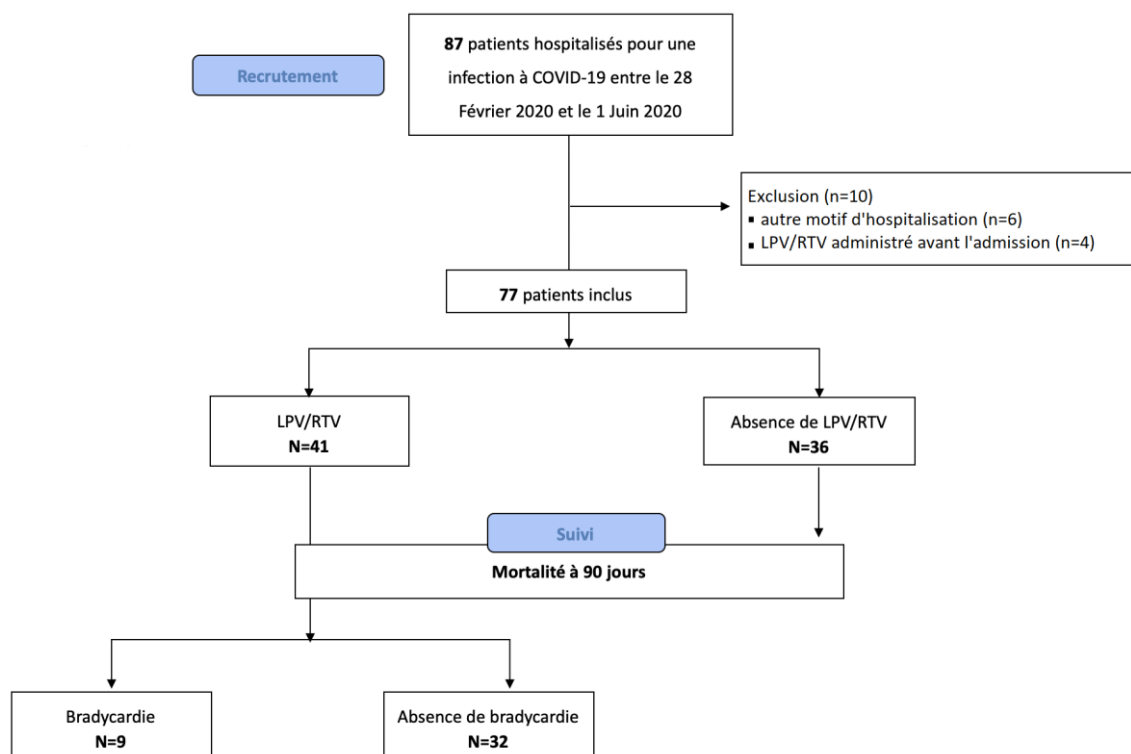 87 patients hospitalisés pour une
infection à COVID-19 entre le 28
Février 2020 et le 1 Juin 2020
Recrutement
Exclusion (n=10)
▪ autre motif d'hospitalisation (n=6)
▪ LPV/RTV administré avant l'admission (n=4)
77 patients inclus
LPV/RTV
N=41
Absence de LPV/RTV
N=36
Suivi
Mortalité à 90 jours
Bradycardie
N=9
Absence de bradycardie
N=32